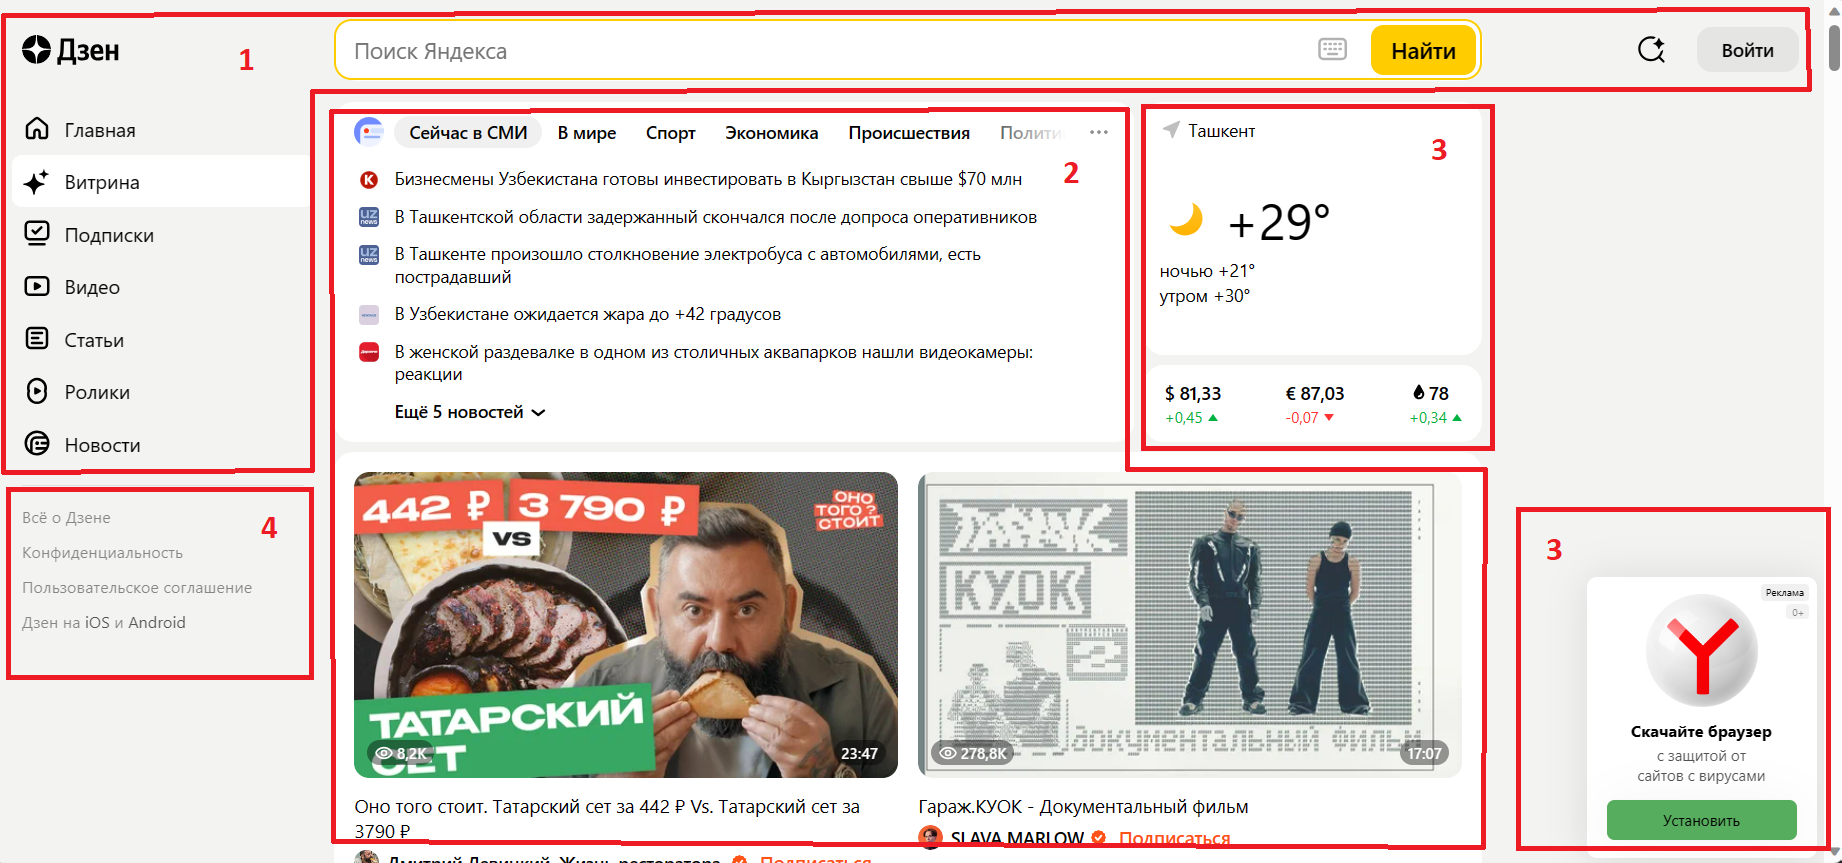 Дзен
1
Поиск Яндекса
Найти
Войти
Главная
Витрина
Подписки
Видео
Статьи
Ролики
Новости
4
Всё о Дзене
Конфиденциальность
Пользовательское соглашение
Дзен на iOS и Android
Сейчас в СМИ В мире Спорт Экономика Происшествия
2
Бизнесмены Узбекистана готовы инвестировать в Кыргызстан свыше $70 млн
В Ташкентской области задержанный скончался после допроса оперативников
В Ташкенте произошло столкновение электробуса с автомобилями, есть
пострадавший
В Узбекистане ожидается жара до +42 градусов
В женской раздевалке в одном из столичных аквапарков нашли видеокамеры:
реакции
Ещё 5 новостей
Ташкент
3
+29°
ночью +21°
утром +30°
$ 81,33 € 87,03 78
+0,45 -0,07 +0,34
442 ₽ VS 3 790 ₽
ОНО
ТОГО?
СТОИТ
ТАТАРСКИЙ
СЕТ
8,2K
23:47
Оно того стоит. Татарский сет за 442 ₽ Vs. Татарский сет за
3790 ₽
Дмитрий Левицкий. Жизнь ресторатора Подписаться
КУОК
278,8K
документальный фильм
17:07
Гараж.КУОК - Документальный фильм
SLAVA MARLOW Подписаться
3
Реклама
0+
Скачайте браузер
с защитой от
сайтов с вирусами
Установить